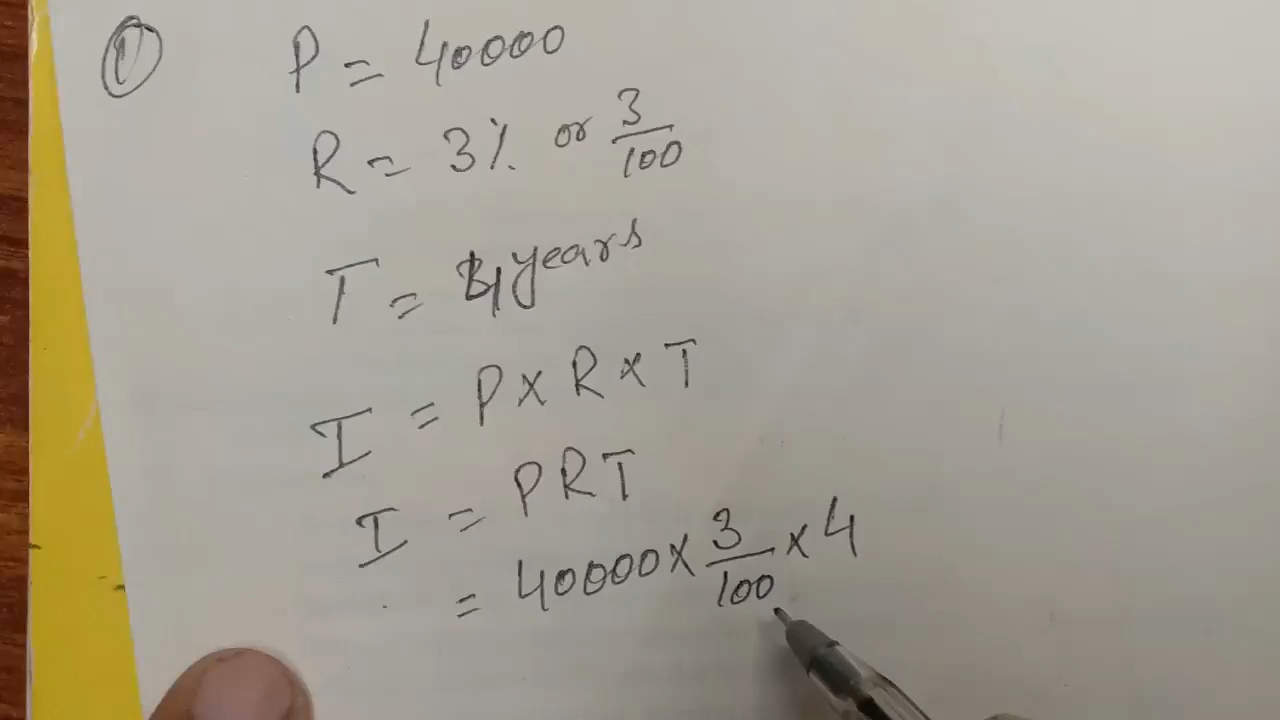 ① P = 40000
R = 3% or 3/100
T = 4 years
I = P x R x T
I = PRT
= 40000 x 3/100 x 4